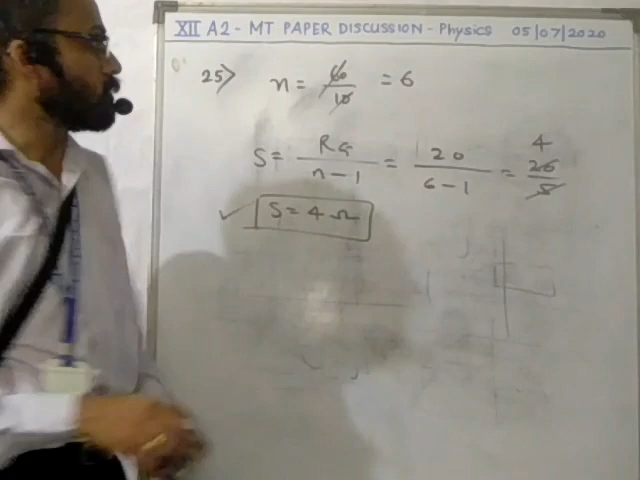 XII A2 - MT PAPER DISCUSSION - Physics 05/07/2020
25> n = 60/10 = 6
S = RG/n-1 = 20/6-1 = 4 20/5
S = 4 Ω